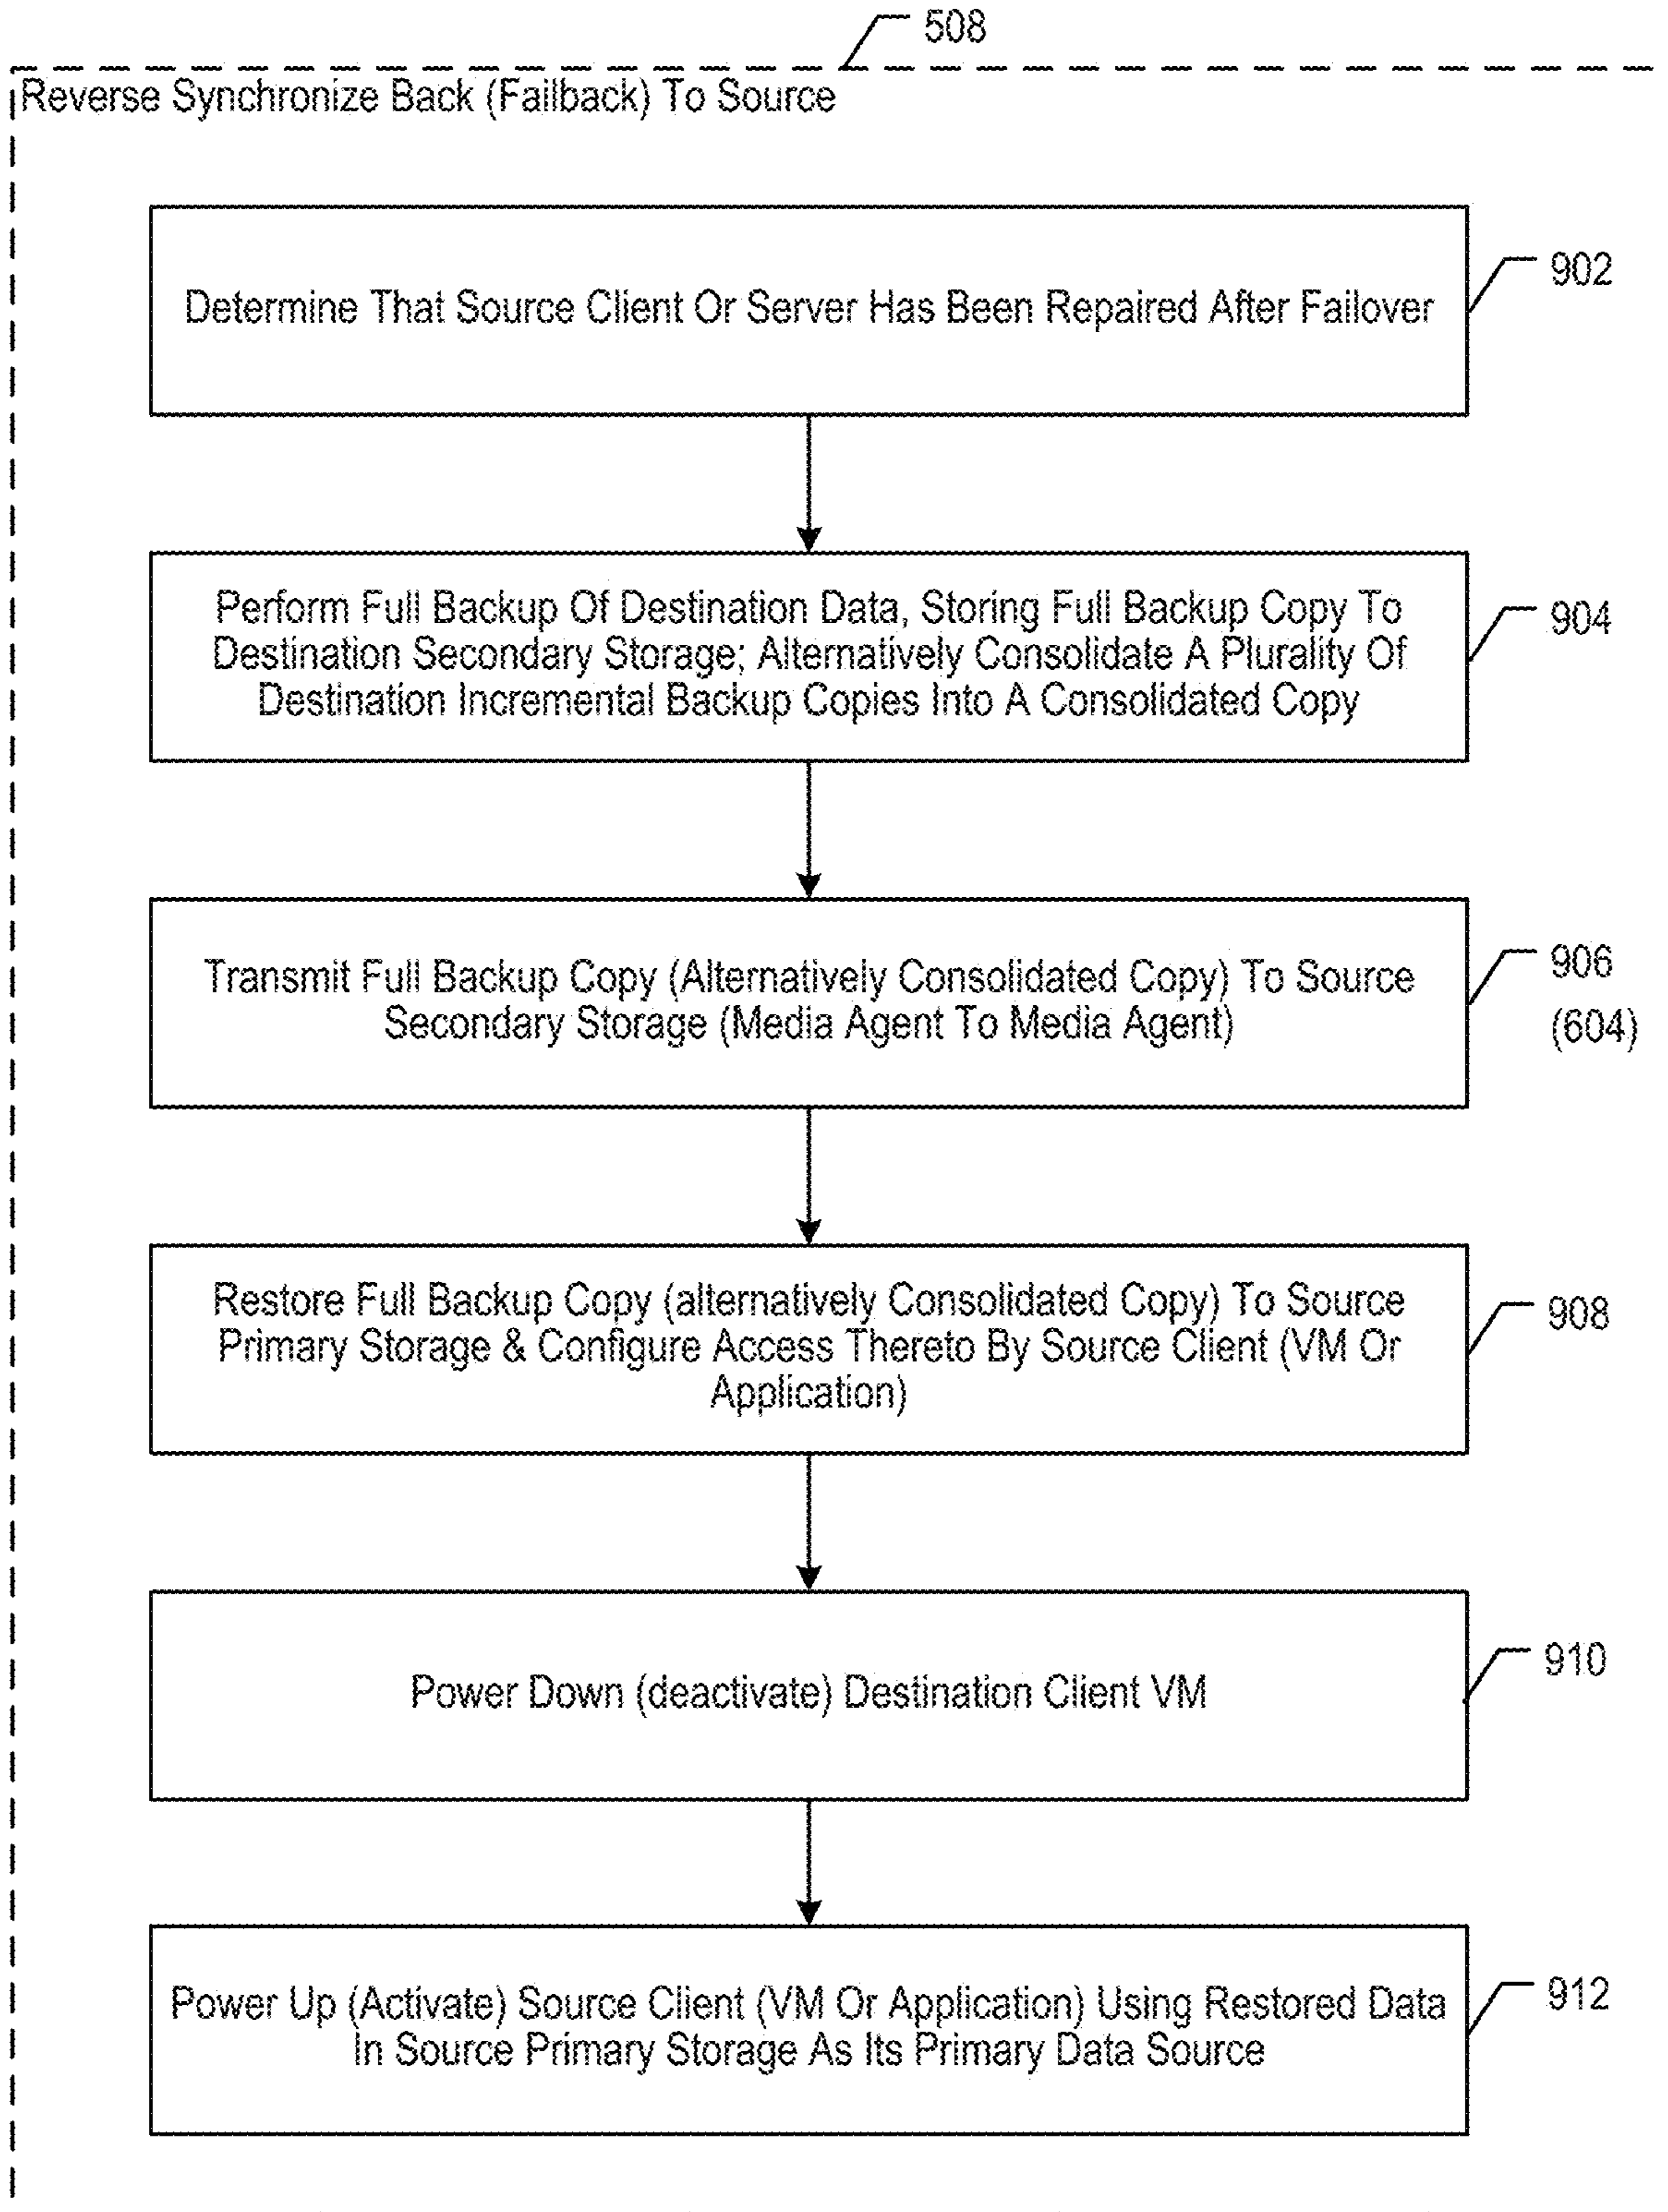 508
Reverse Synchronize Back (Failback) To Source
Determine That Source Client Or Server Has Been Repaired After Failover
902
Perform Full Backup Of Destination Data, Storing Full Backup Copy To
Destination Secondary Storage; Alternatively Consolidate A Plurality Of
Destination Incremental Backup Copies Into A Consolidated Copy
904
Transmit Full Backup Copy (Alternatively Consolidated Copy) To Source
Secondary Storage (Media Agent To Media Agent)
906
(604)
Restore Full Backup Copy (alternatively Consolidated Copy) To Source
Primary Storage & Configure Access Thereto By Source Client (VM Or
Application)
908
Power Down (deactivate) Destination Client VM
910
Power Up (Activate) Source Client (VM Or Application) Using Restored Data
In Source Primary Storage As Its Primary Data Source
912